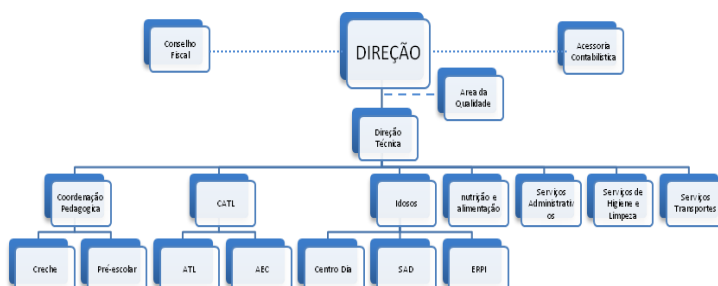 Conselho
Fiscal
DIREÇÃO
Acessoria
Contabilística
Area da
Qualidade
Direção
Técnica
Coordenação
Pedagogica
CATL
Idosos
nutrição e
alimentação
Serviços
Administrativ
os
Serviços de
Higiene e
Limpeza
Serviços
Transportes
Creche
Pré-escolar
ATL
AEC
Centro Dia
SAD
ERPI